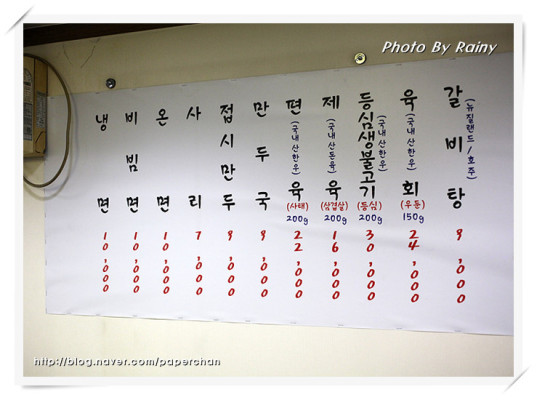 Photo By Rainy
갈비탕 (뉴질랜드/호주) 9,000
육회 (국내산한우) (우둔) 150g 24,000
등심생불고기 (국내산한우) (등심) 200g 30,000
제육 (국내산돈육) (삼겹살) 200g 16,000
편육 (국내산한우) (사태) 200g 22,000
만두국 9,000
접시만두 9,000
사리 7,000
온면 10,000
비빔면 10,000
냉면 10,000
http://blog.naver.com/paperchan